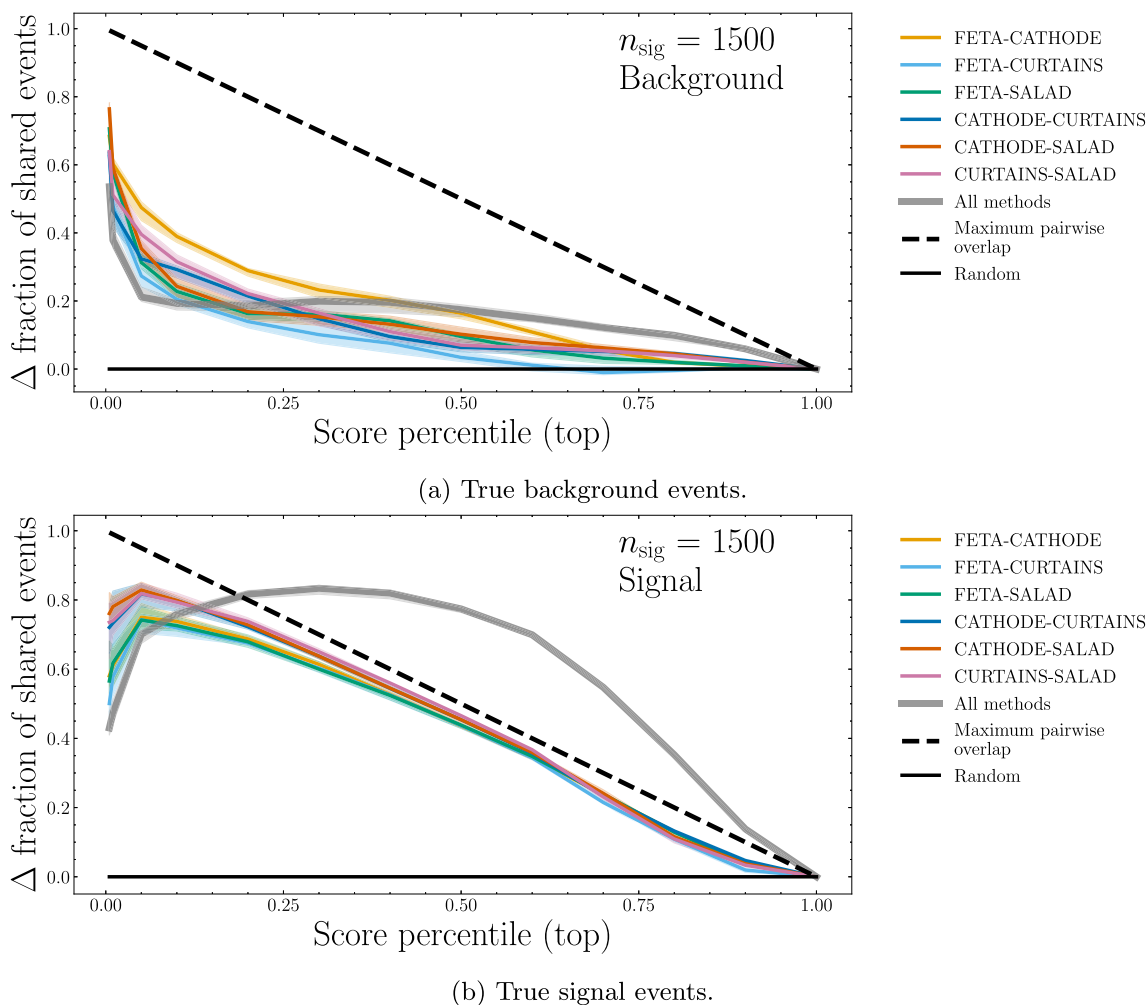 Δ fraction of shared events
1.0
0.8
0.6
0.4
0.2
0.0
n_sig = 1500
Background
0.00 0.25 0.50 0.75 1.00
Score percentile (top)
FETA-CATHODE
FETA-CURTAINS
FETA-SALAD
CATHODE-CURTAINS
CATHODE-SALAD
CURTAINS-SALAD
All methods
Maximum pairwise
overlap
Random
(a) True background events.
Δ fraction of shared events
1.0
0.8
0.6
0.4
0.2
0.0
n_sig = 1500
Signal
0.00 0.25 0.50 0.75 1.00
Score percentile (top)
FETA-CATHODE
FETA-CURTAINS
FETA-SALAD
CATHODE-CURTAINS
CATHODE-SALAD
CURTAINS-SALAD
All methods
Maximum pairwise
overlap
Random
(b) True signal events.